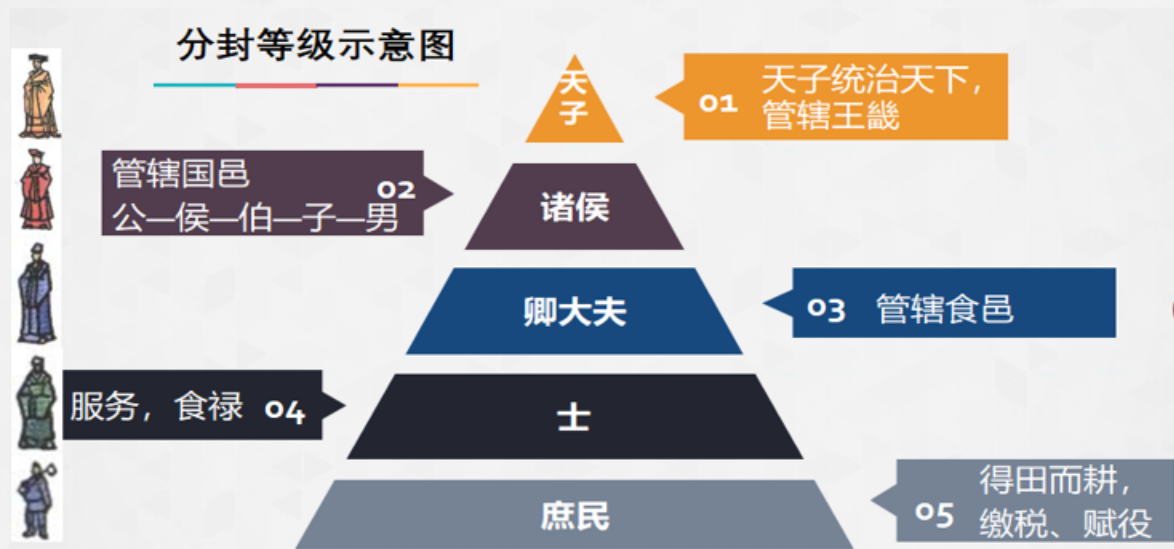 分封等级示意图
天
子
01
天子统治天下，
管辖王畿
管辖国邑
02
公—侯—伯—子—男
诸侯
卿大夫
03 管辖食邑
服务，食禄 04
士
庶民
得田而耕，
05
缴税、赋役